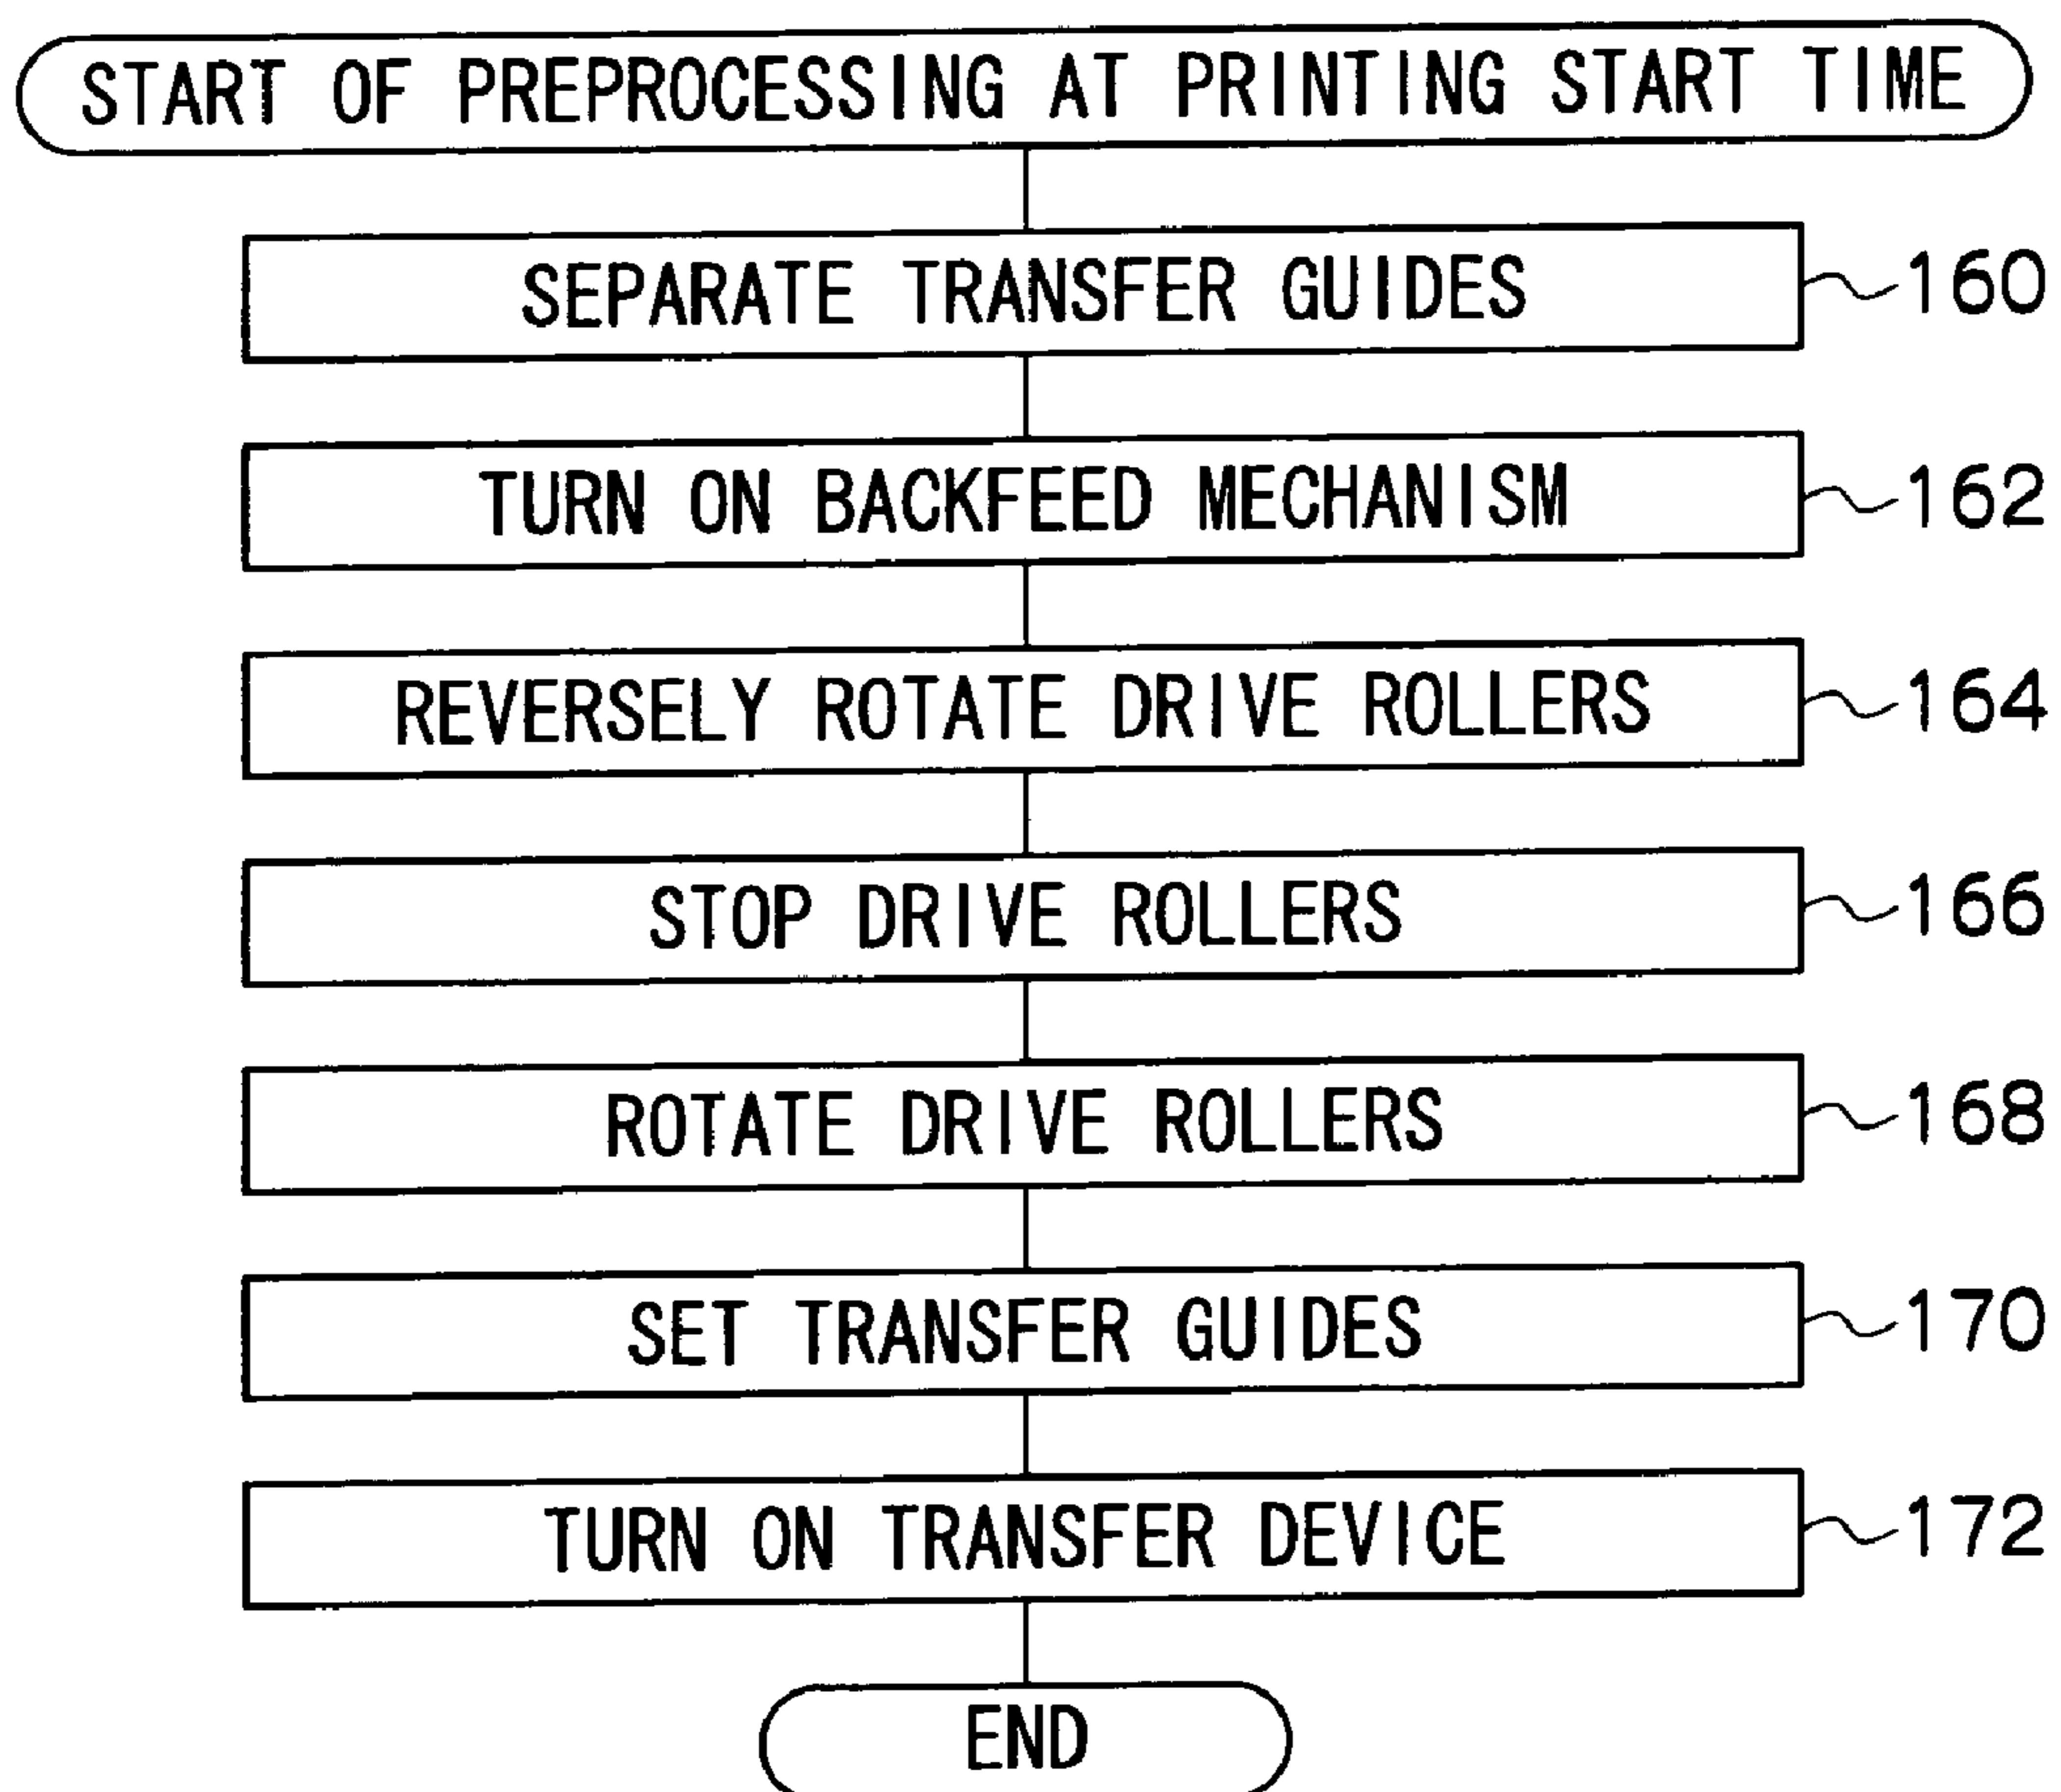 START OF PREPROCESSING AT PRINTING START TIME
SEPARATE TRANSFER GUIDES 160
TURN ON BACKFEED MECHANISM 162
REVERSELY ROTATE DRIVE ROLLERS 164
STOP DRIVE ROLLERS 166
ROTATE DRIVE ROLLERS 168
SET TRANSFER GUIDES 170
TURN ON TRANSFER DEVICE 172
END